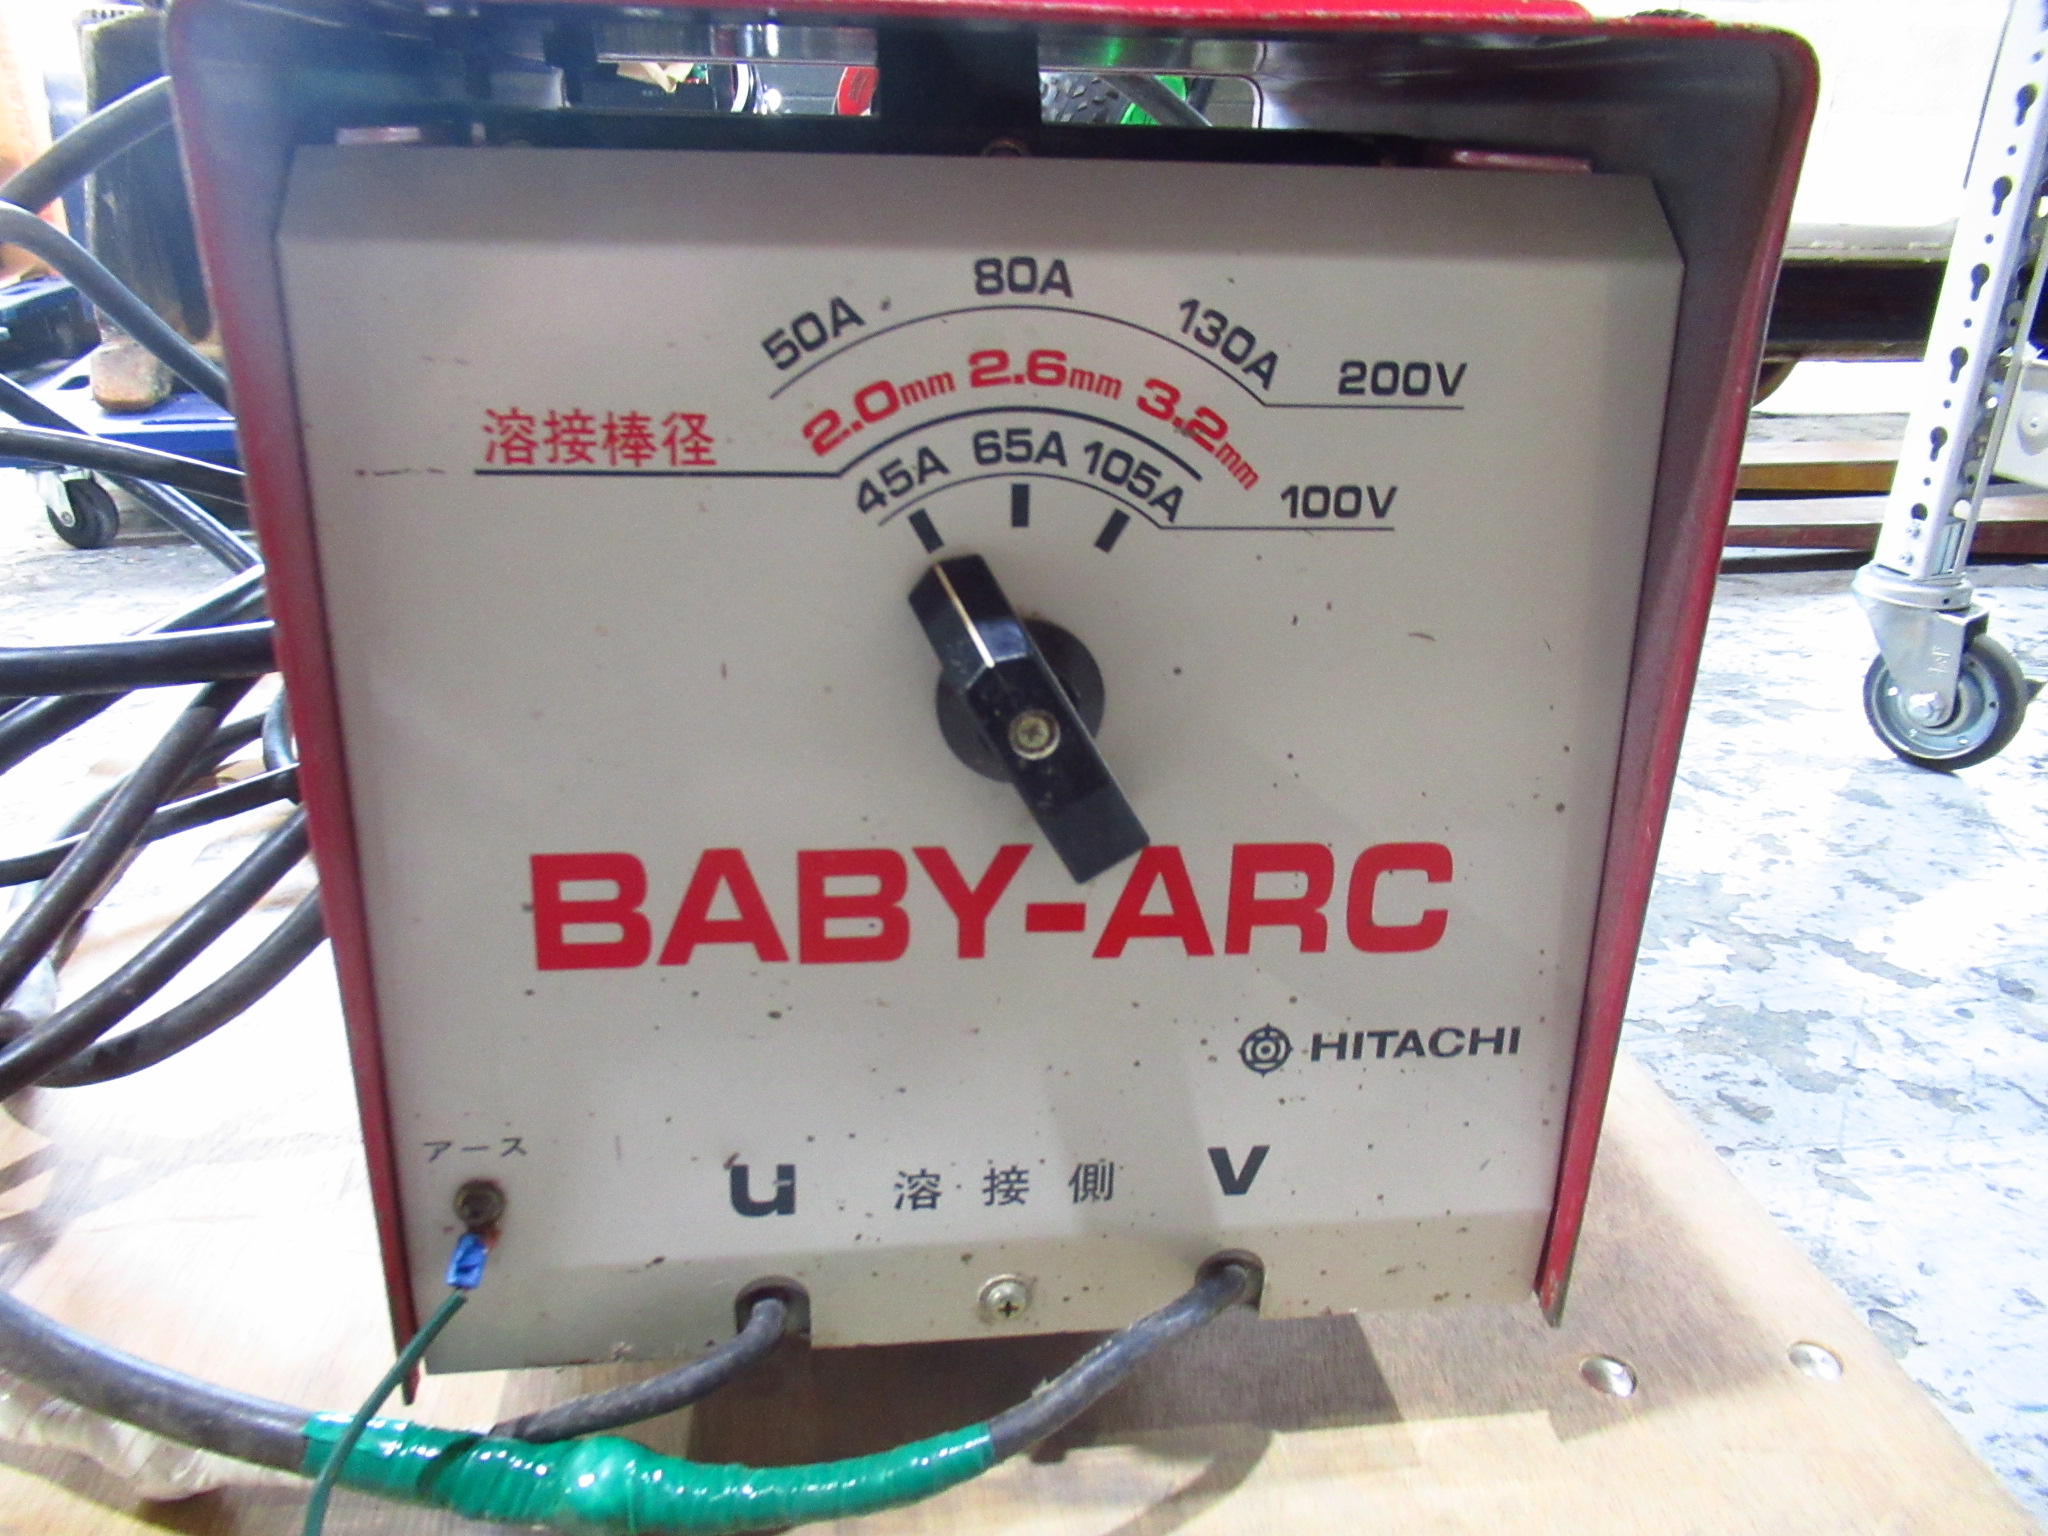 50A 80A 130A 200V
溶接棒径 2.0mm 2.6mm 3.2mm
45A 65A 105A 100V
BABY-ARC
HITACHI
アース
u 溶接側 v